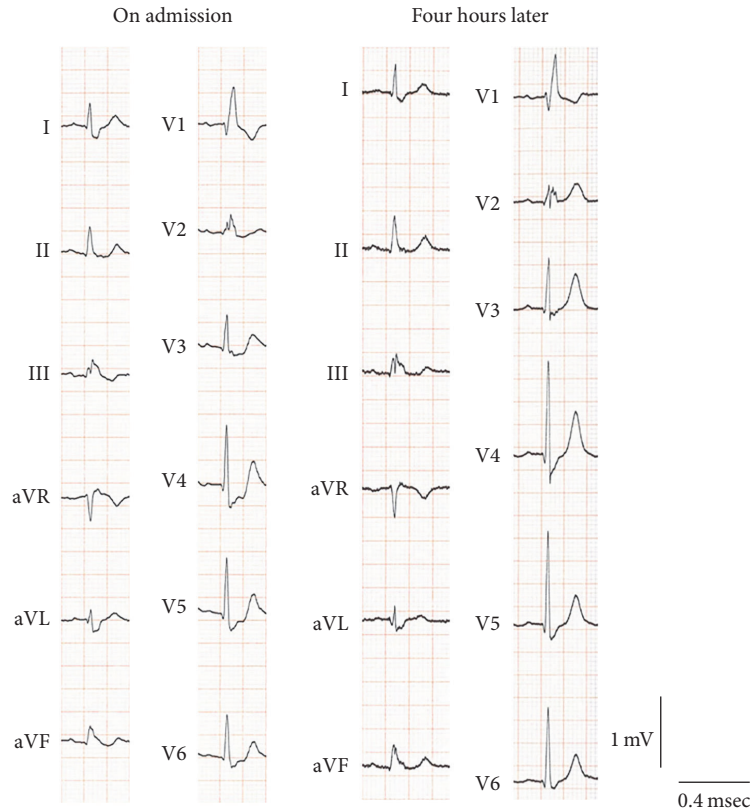 On admission
Four hours later
I
II
III
aVR
aVL
aVF
V1
V2
V3
V4
V5
V6
I
II
III
aVR
aVL
aVF
V1
V2
V3
V4
V5
V6
1 mV
0.4 msec